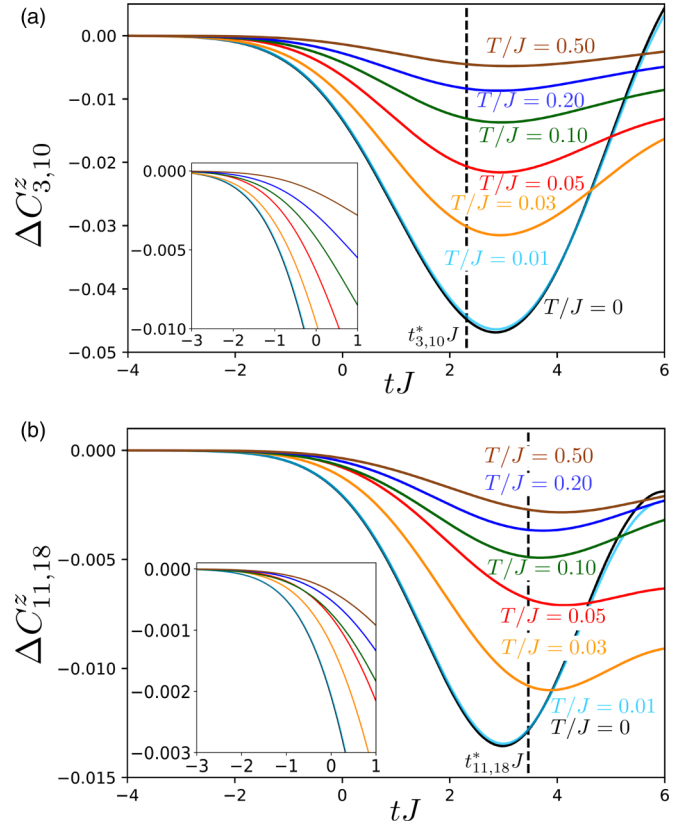 (a)
0.000
−0.01
−0.02
−0.03
−0.04
−0.05
ΔC^z_{3,10}
T/J = 0.50
T/J = 0.20
T/J = 0.10
T/J = 0.05
T/J = 0.03
T/J = 0.01
T/J = 0
t^*_{3,10}J
0.000
−0.005
−0.010
−3 −2 −1 0 1
−4 −2 0 2 4 6
tJ
(b)
0.000
−0.005
−0.010
−0.015
ΔC^z_{11,18}
T/J = 0.50
T/J = 0.20
T/J = 0.10
T/J = 0.05
T/J = 0.03
T/J = 0.01
T/J = 0
t^*_{11,18}J
0.000
−0.001
−0.002
−0.003
−3 −2 −1 0 1
−4 −2 0 2 4 6
tJ